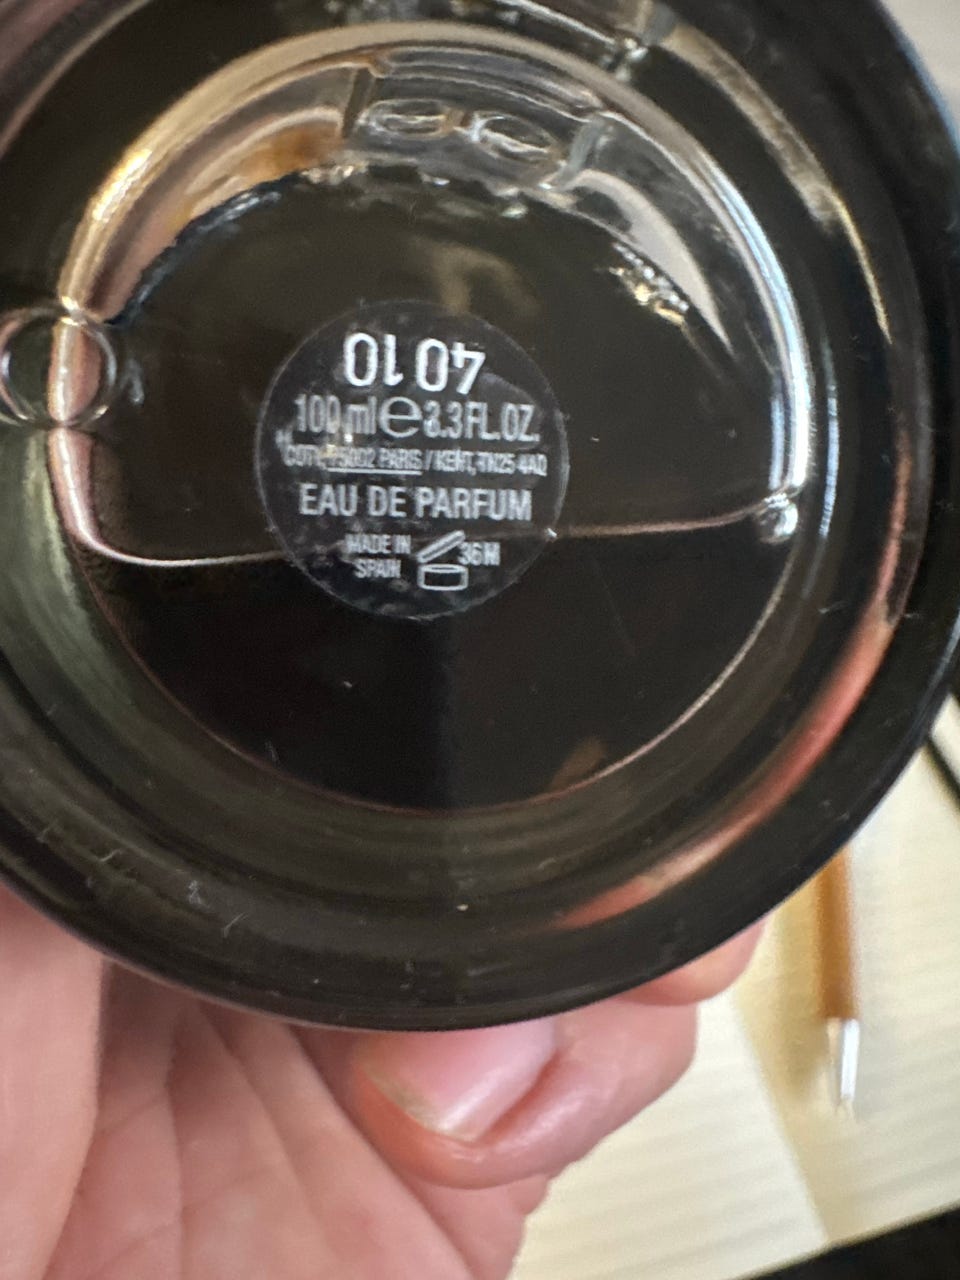 40 10
100 ml e 3.3 FL.OZ.
COTY, 75002 PARIS / KENT, TN25 4AQ
EAU DE PARFUM
MADE IN
SPAIN
36M